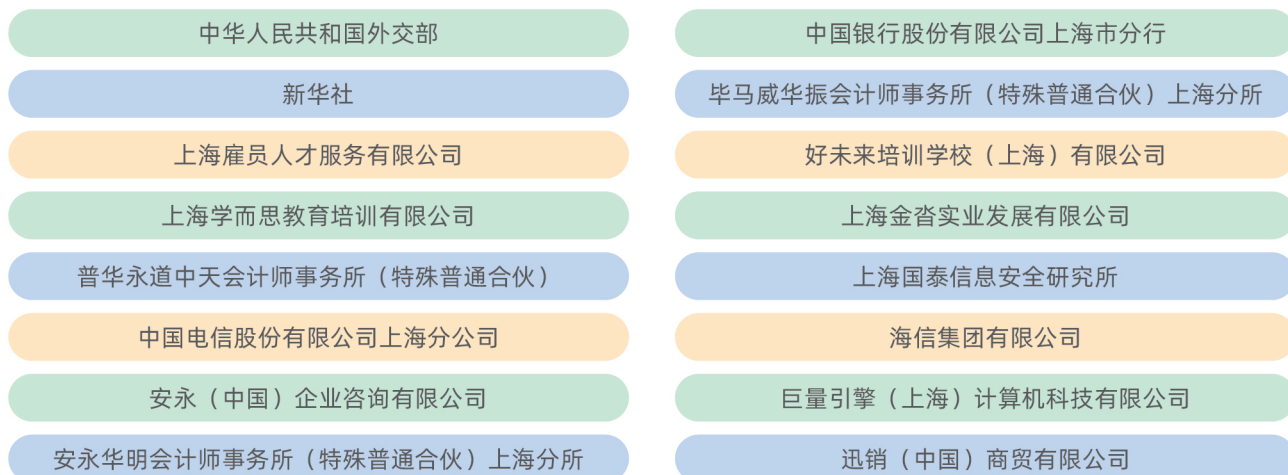 中华人民共和国外交部
中国银行股份有限公司上海市分行
新华社
毕马威华振会计师事务所（特殊普通合伙）上海分所
上海雇员人才服务有限公司
好未来培训学校（上海）有限公司
上海学而思教育培训有限公司
上海金沓实业发展有限公司
普华永道中天会计师事务所（特殊普通合伙）
上海国泰信息安全研究所
中国电信股份有限公司上海分公司
海信集团有限公司
安永（中国）企业咨询有限公司
巨量引擎（上海）计算机科技有限公司
安永华明会计师事务所（特殊普通合伙）上海分所
迅销（中国）商贸有限公司